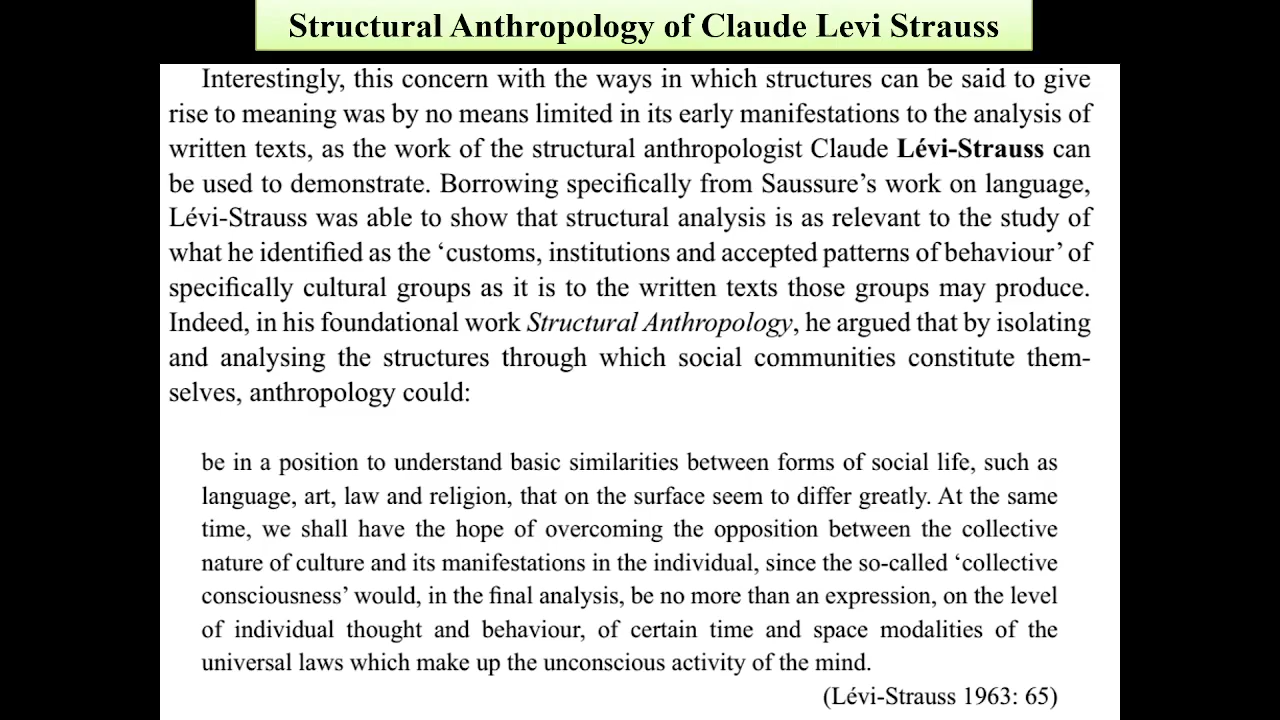 Structural Anthropology of Claude Levi Strauss
Interestingly, this concern with the ways in which structures can be said to give
rise to meaning was by no means limited in its early manifestations to the analysis of
written texts, as the work of the structural anthropologist Claude Lévi-Strauss can
be used to demonstrate. Borrowing specifically from Saussure’s work on language,
Lévi-Strauss was able to show that structural analysis is as relevant to the study of
what he identified as the ‘customs, institutions and accepted patterns of behaviour’ of
specifically cultural groups as it is to the written texts those groups may produce.
Indeed, in his foundational work Structural Anthropology, he argued that by isolating
and analysing the structures through which social communities constitute them-
selves, anthropology could:
be in a position to understand basic similarities between forms of social life, such as
language, art, law and religion, that on the surface seem to differ greatly. At the same
time, we shall have the hope of overcoming the opposition between the collective
nature of culture and its manifestations in the individual, since the so-called ‘collective
consciousness’ would, in the final analysis, be no more than an expression, on the level
of individual thought and behaviour, of certain time and space modalities of the
universal laws which make up the unconscious activity of the mind.
(Lévi-Strauss 1963: 65)